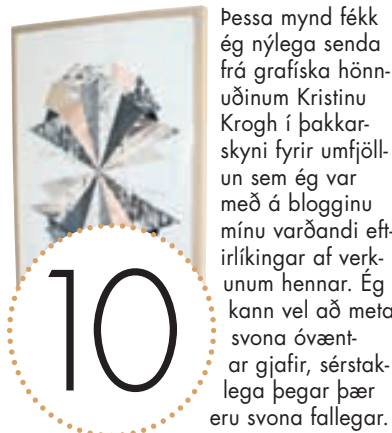 Þessa mynd fékk
ég nýlega senda
frá grafíska hönn-
uðinum Kristinu
Krogh í þakkar-
skyni fyrir umfjöll-
un sem ég var
með á blogginu
mínu varðandi eft-
irlíkingar af verk-
unum hennar. Ég
kann vel að meta
svona óvænt-
ar gjafir, sérstak-
lega þegar þær
eru svona fallegar.
10